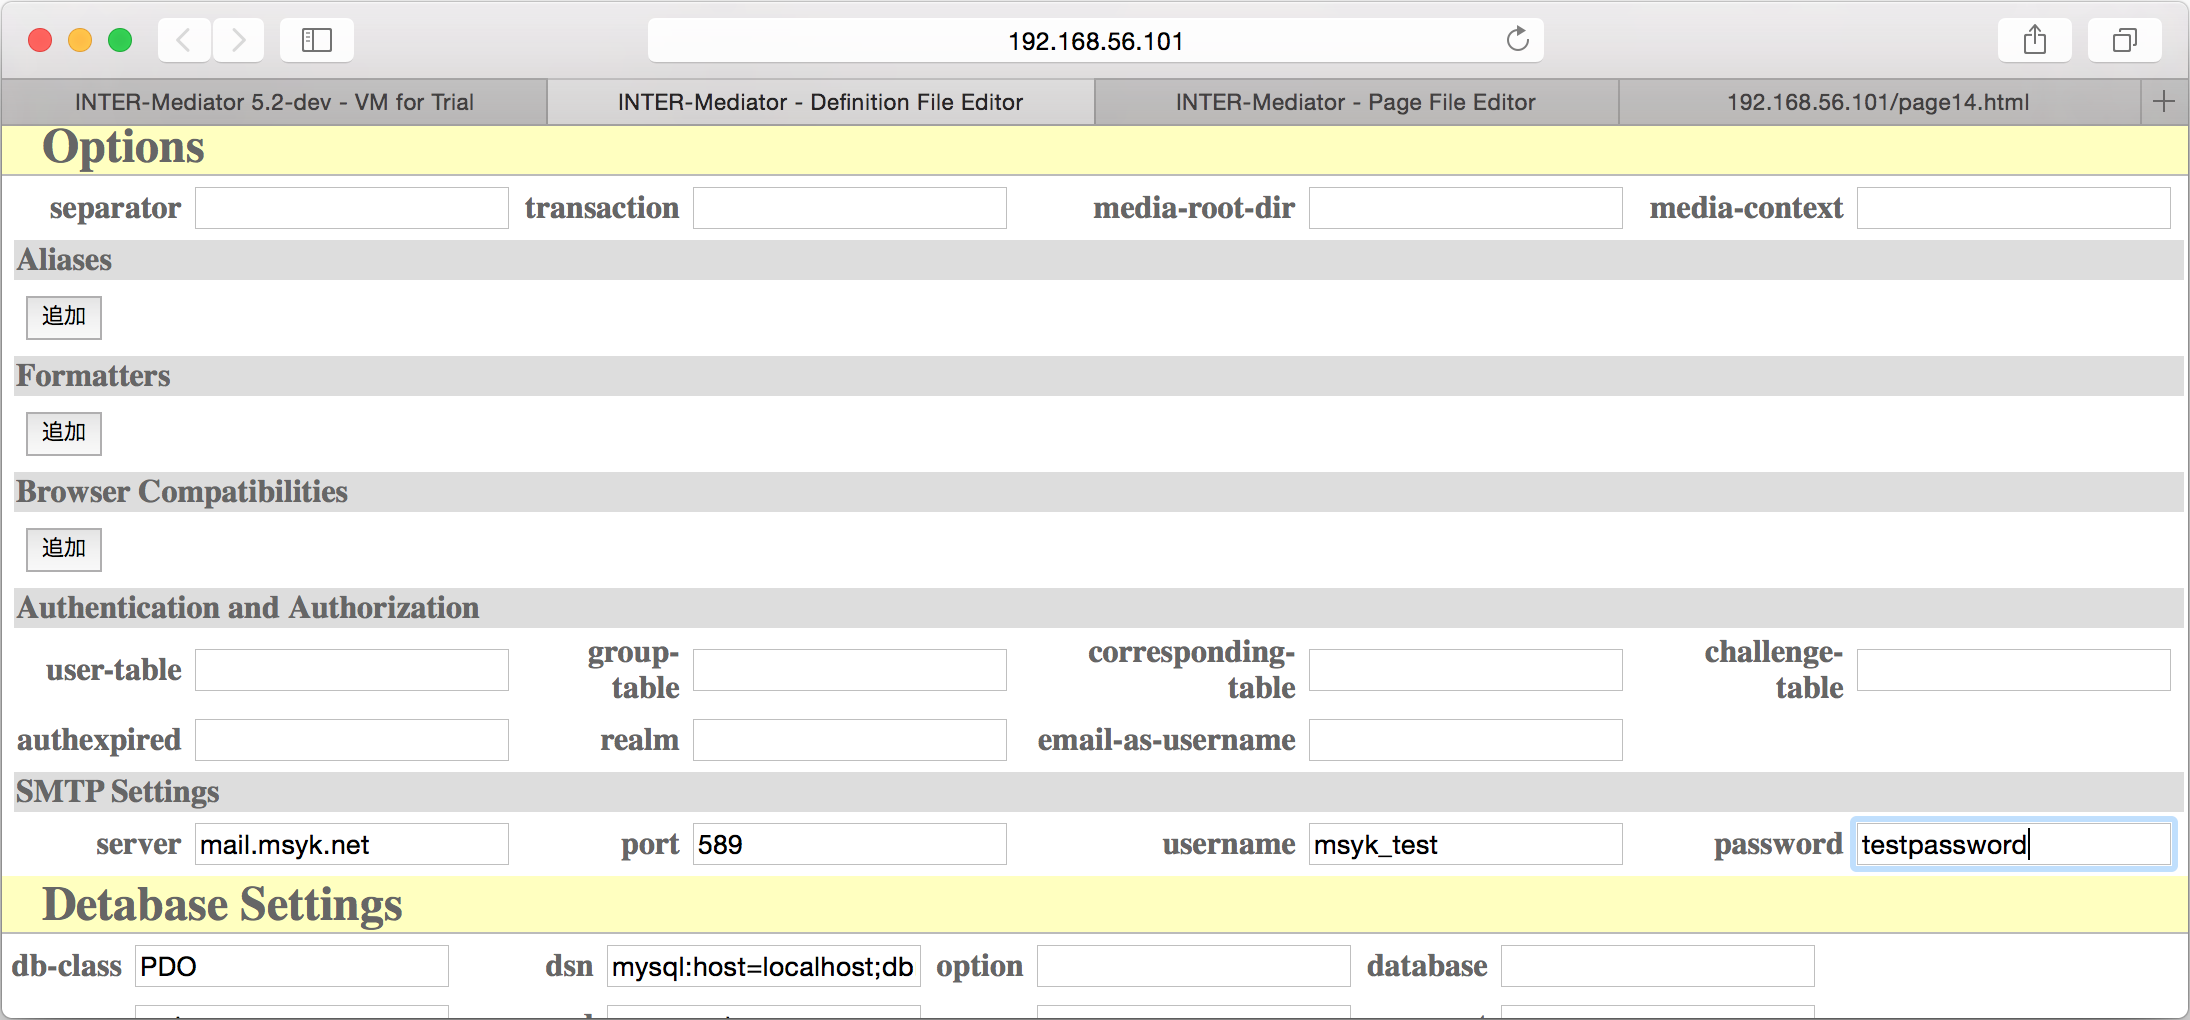 192.168.56.101
INTER-Mediator 5.2-dev - VM for Trial INTER-Mediator - Definition File Editor INTER-Mediator - Page File Editor 192.168.56.101/page14.html
Options
separator transaction media-root-dir media-context
Aliases
追加
Formatters
追加
Browser Compatibilities
追加
Authentication and Authorization
user-table group-table corresponding-table challenge-table
authexpired realm email-as-username
SMTP Settings
server mail.msyk.net port 589 username msyk_test password testpassword
Detabase Settings
db-class PDO dsn mysql:host=localhost;db option database